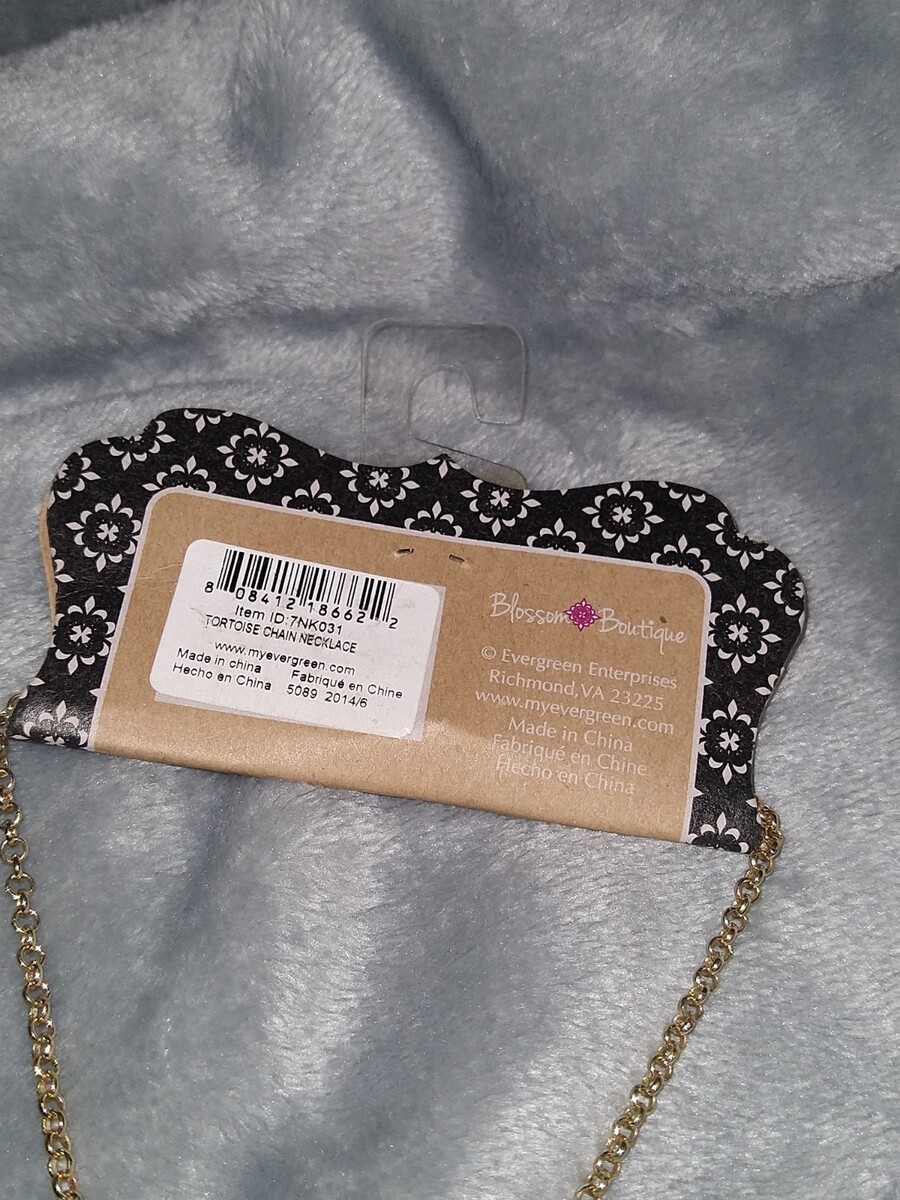 8 08412 18662 2
Item ID:7NK031
TORTOISE CHAIN NECKLACE
www.myevergreen.com
Made in china Fabriqué en Chine
Hecho en China 5089 2014/6
Blossom Boutique
© Evergreen Enterprises
Richmond, VA 23225
www.myevergreen.com
Made in China
Fabriqué en Chine
Hecho en China